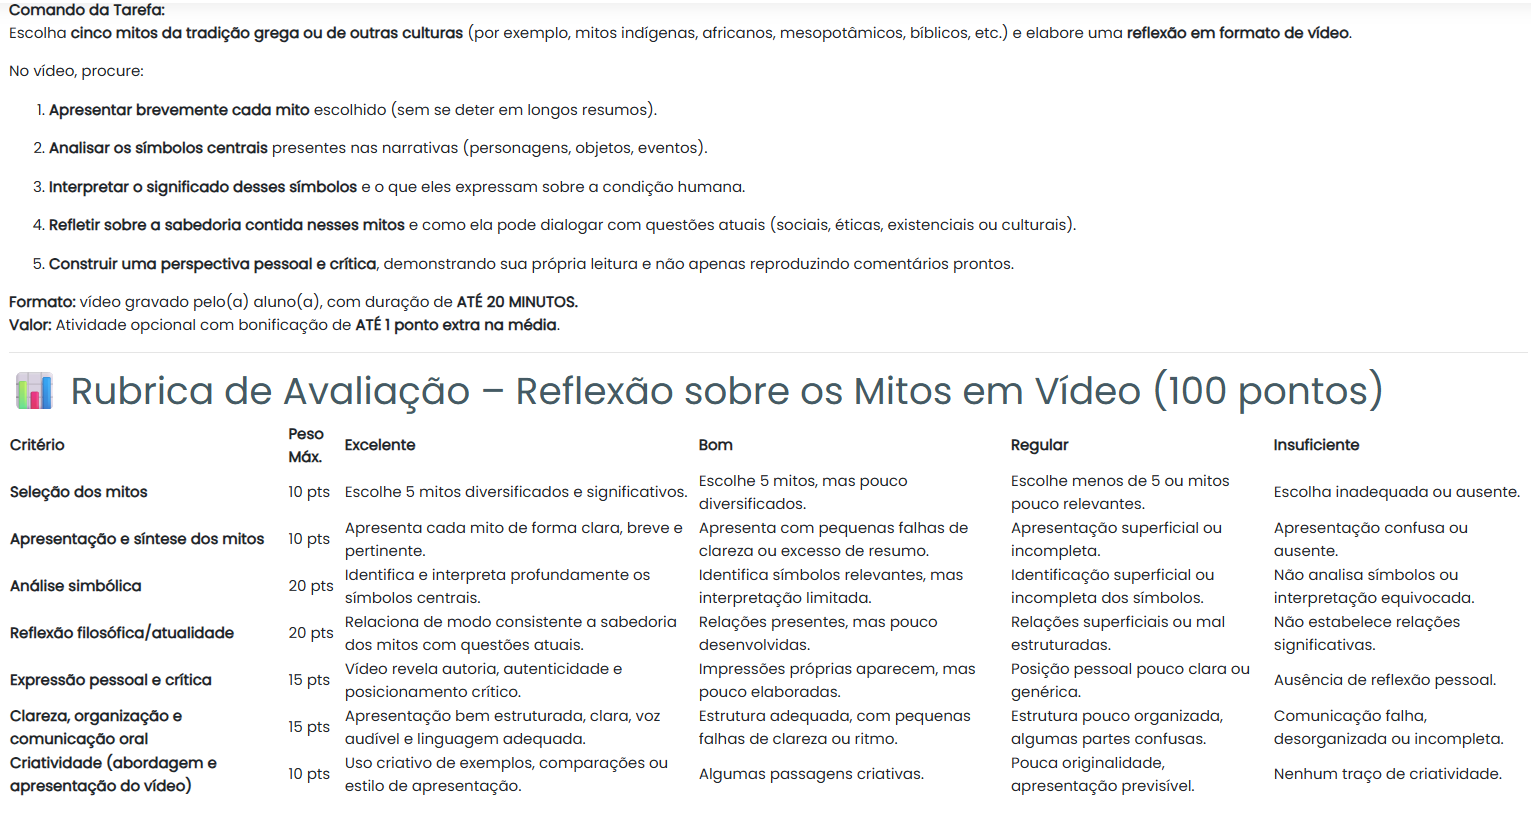 Comando da Tarefa:
Escolha cinco mitos da tradição grega ou de outras culturas (por exemplo, mitos indígenas, africanos, mesopotâmicos, bíblicos, etc.) e elabore uma reflexão em formato de vídeo.
No vídeo, procure:
1. Apresentar brevemente cada mito escolhido (sem se deter em longos resumos).
2. Analisar os símbolos centrais presentes nas narrativas (personagens, objetos, eventos).
3. Interpretar o significado desses símbolos e o que eles expressam sobre a condição humana.
4. Refletir sobre a sabedoria contida nesses mitos e como ela pode dialogar com questões atuais (sociais, éticas, existenciais ou culturais).
5. Construir uma perspectiva pessoal e crítica, demonstrando sua própria leitura e não apenas reproduzindo comentários prontos.
Formato: vídeo gravado pelo(a) aluno(a), com duração de ATÉ 20 MINUTOS.
Valor: Atividade opcional com bonificação de ATÉ 1 ponto extra na média.
Rubrica de Avaliação – Reflexão sobre os Mitos em Vídeo (100 pontos)
Critério
Peso
Máx.
Excelente
Bom
Regular
Insuficiente
Seleção dos mitos
10 pts
Escolhe 5 mitos diversificados e significativos.
Escolhe 5 mitos, mas pouco
diversificados.
Escolhe menos de 5 ou mitos
pouco relevantes.
Escolha inadequada ou ausente.
Apresentação e síntese dos mitos
10 pts
Apresenta cada mito de forma clara, breve e
pertinente.
Apresenta com pequenas falhas de
clareza ou excesso de resumo.
Apresentação superficial ou
incompleta.
Apresentação confusa ou
ausente.
Análise simbólica
20 pts
Identifica e interpreta profundamente os
símbolos centrais.
Identifica símbolos relevantes, mas
interpretação limitada.
Identificação superficial ou
incompleta dos símbolos.
Não analisa símbolos ou
interpretação equivocada.
Reflexão filosófica/atualidade
20 pts
Relaciona de modo consistente a sabedoria
dos mitos com questões atuais.
Relações presentes, mas pouco
desenvolvidas.
Relações superficiais ou mal
estruturadas.
Não estabelece relações
significativas.
Expressão pessoal e crítica
15 pts
Vídeo revela autoria, autenticidade e
posicionamento crítico.
Impressões próprias aparecem, mas
pouco elaboradas.
Posição pessoal pouco clara ou
genérica.
Ausência de reflexão pessoal.
Clareza, organização e
comunicação oral
15 pts
Apresentação bem estruturada, clara, voz
audível e linguagem adequada.
Estrutura adequada, com pequenas
falhas de clareza ou ritmo.
Estrutura pouco organizada,
algumas partes confusas.
Comunicação falha,
desorganizada ou incompleta.
Criatividade (abordagem e
apresentação do vídeo)
10 pts
Uso criativo de exemplos, comparações ou
estilo de apresentação.
Algumas passagens criativas.
Pouca originalidade,
apresentação previsível.
Nenhum traço de criatividade.